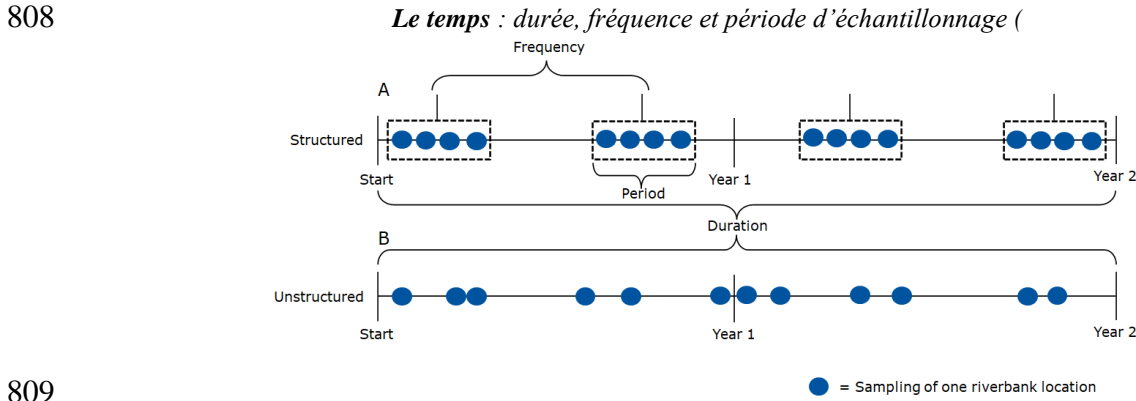 808 Le temps : durée, fréquence et période d'échantillonnage (
Frequency
A
Structured
Start
Period
Year 1
Year 2
Duration
B
Unstructured
Start
Year 1
Year 2
809
= Sampling of one riverbank location